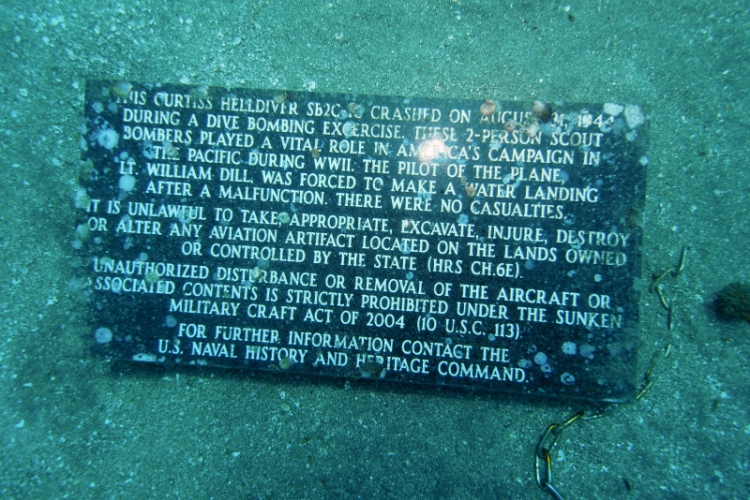 THIS CURTISS HELLDIVER SB2C-1C CRASHED ON AUGUST 31, 1944
DURING A DIVE BOMBING EXCERCISE. THESE 2-PERSON SCOUT
BOMBERS PLAYED A VITAL ROLE IN AMERICA'S CAMPAIGN IN
THE PACIFIC DURING WWII. THE PILOT OF THE PLANE,
LT. WILLIAM DILL, WAS FORCED TO MAKE A WATER LANDING
AFTER A MALFUNCTION. THERE WERE NO CASUALTIES.
IT IS UNLAWFUL TO TAKE, APPROPRIATE, EXCAVATE, INJURE, DESTROY
OR ALTER ANY AVIATION ARTIFACT LOCATED ON THE LANDS OWNED
OR CONTROLLED BY THE STATE (HRS CH.6E).
UNAUTHORIZED DISTURBANCE OR REMOVAL OF THE AIRCRAFT OR
ASSOCIATED CONTENTS IS STRICTLY PROHIBITED UNDER THE SUNKEN
MILITARY CRAFT ACT OF 2004 (10 U.S.C. 113).
FOR FURTHER INFORMATION CONTACT THE
U.S. NAVAL HISTORY AND HERITAGE COMMAND.